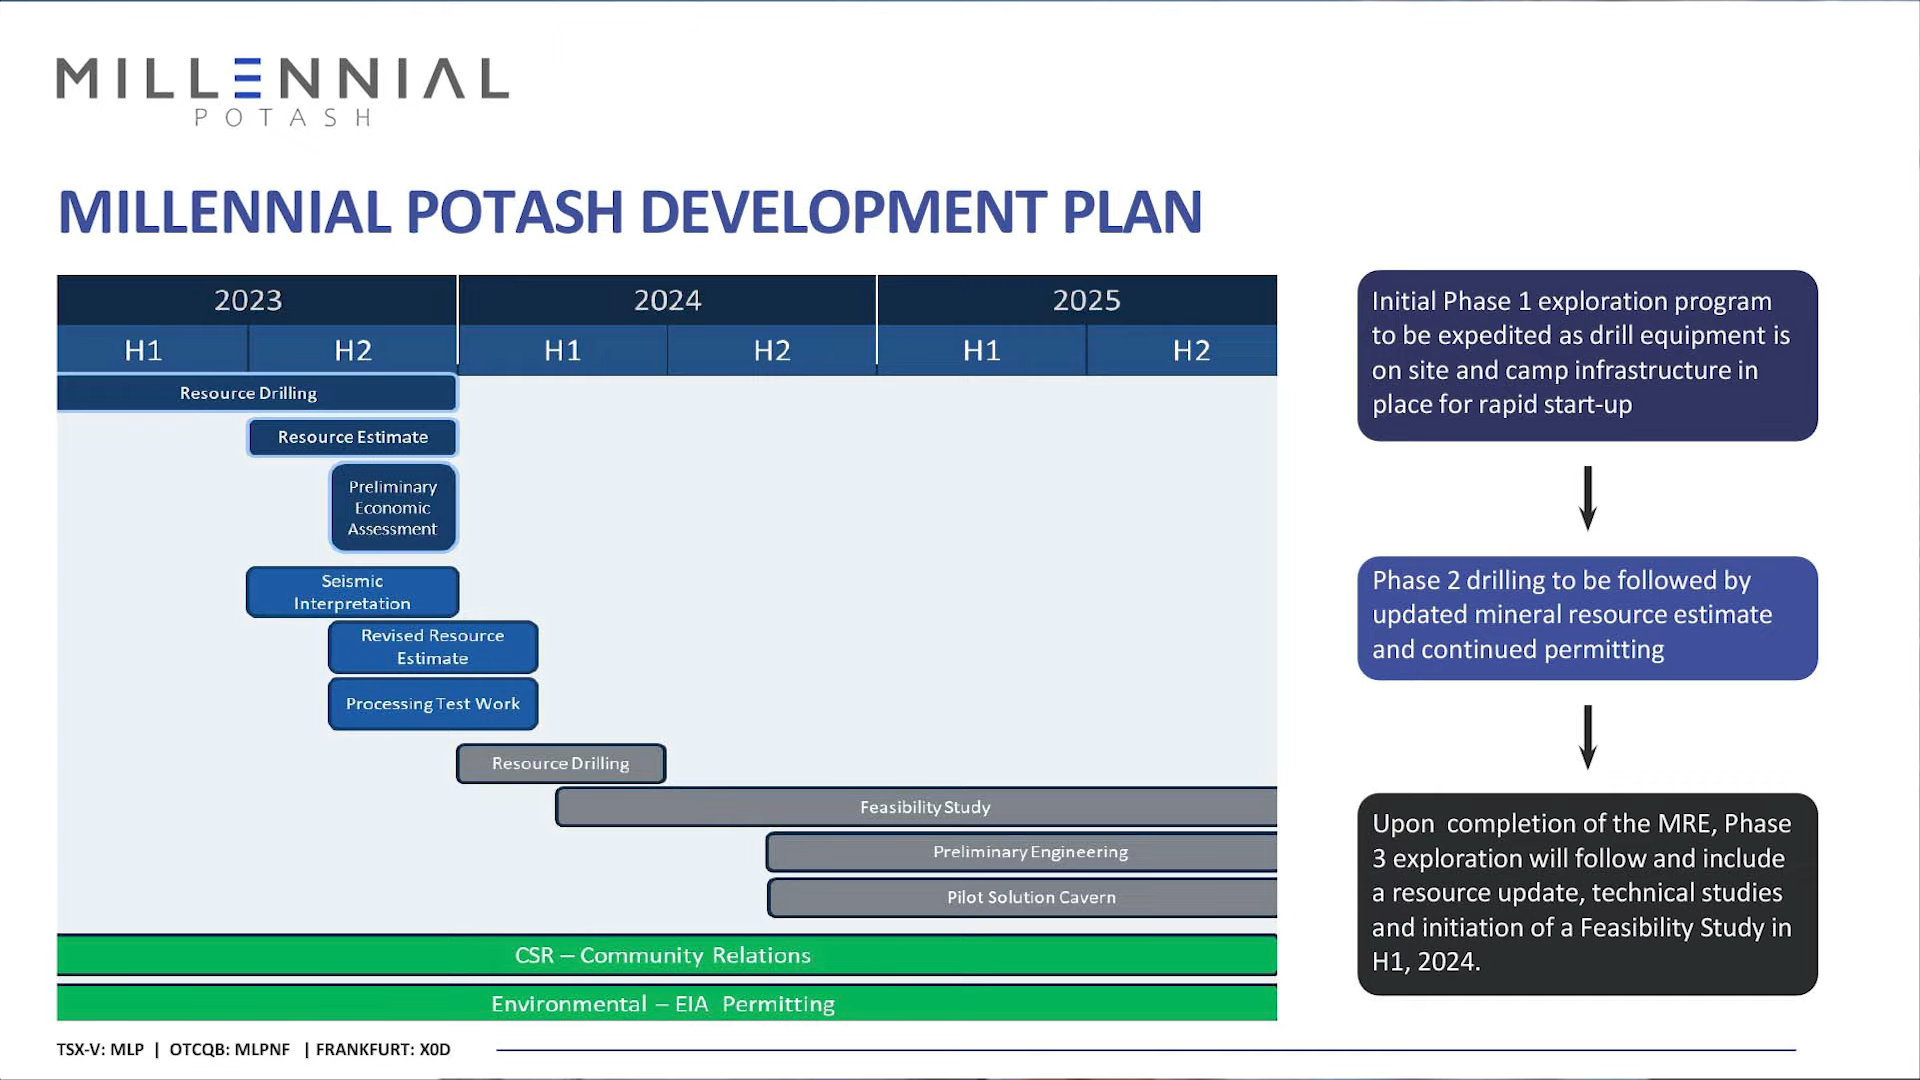 MILLENNIAL
POTASH
MILLENNIAL POTASH DEVELOPMENT PLAN
2023
2024
2025
H1
H2
H1
H2
H1
H2
Resource Drilling
Resource Estimate
Preliminary
Economic
Assessment
Seismic
Interpretation
Revised Resource
Estimate
Processing Test Work
Resource Drilling
Feasibility Study
Preliminary Engineering
Pilot Solution Cavern
CSR – Community Relations
Environmental – EIA Permitting
Initial Phase 1 exploration program
to be expedited as drill equipment is
on site and camp infrastructure in
place for rapid start-up
Phase 2 drilling to be followed by
updated mineral resource estimate
and continued permitting
Upon completion of the MRE, Phase
3 exploration will follow and include
a resource update, technical studies
and initiation of a Feasibility Study in
H1, 2024.
TSX-V: MLP | OTCQB: MLPNF | FRANKFURT: X0D